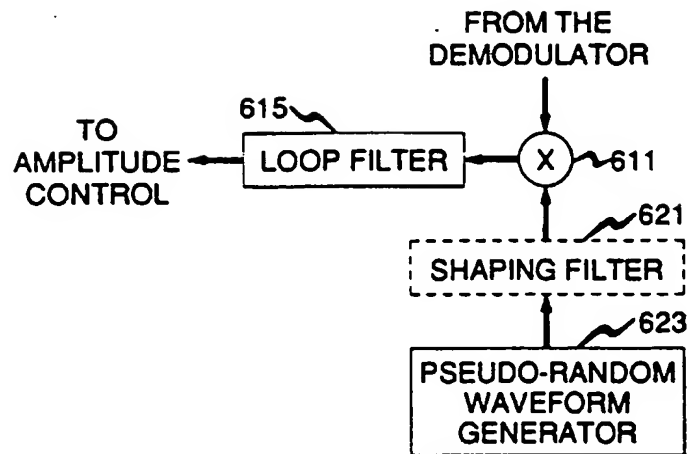 FROM THE
DEMODULATOR
615
TO
AMPLITUDE
CONTROL
LOOP FILTER
X
611
621
SHAPING FILTER
623
PSEUDO-RANDOM
WAVEFORM
GENERATOR